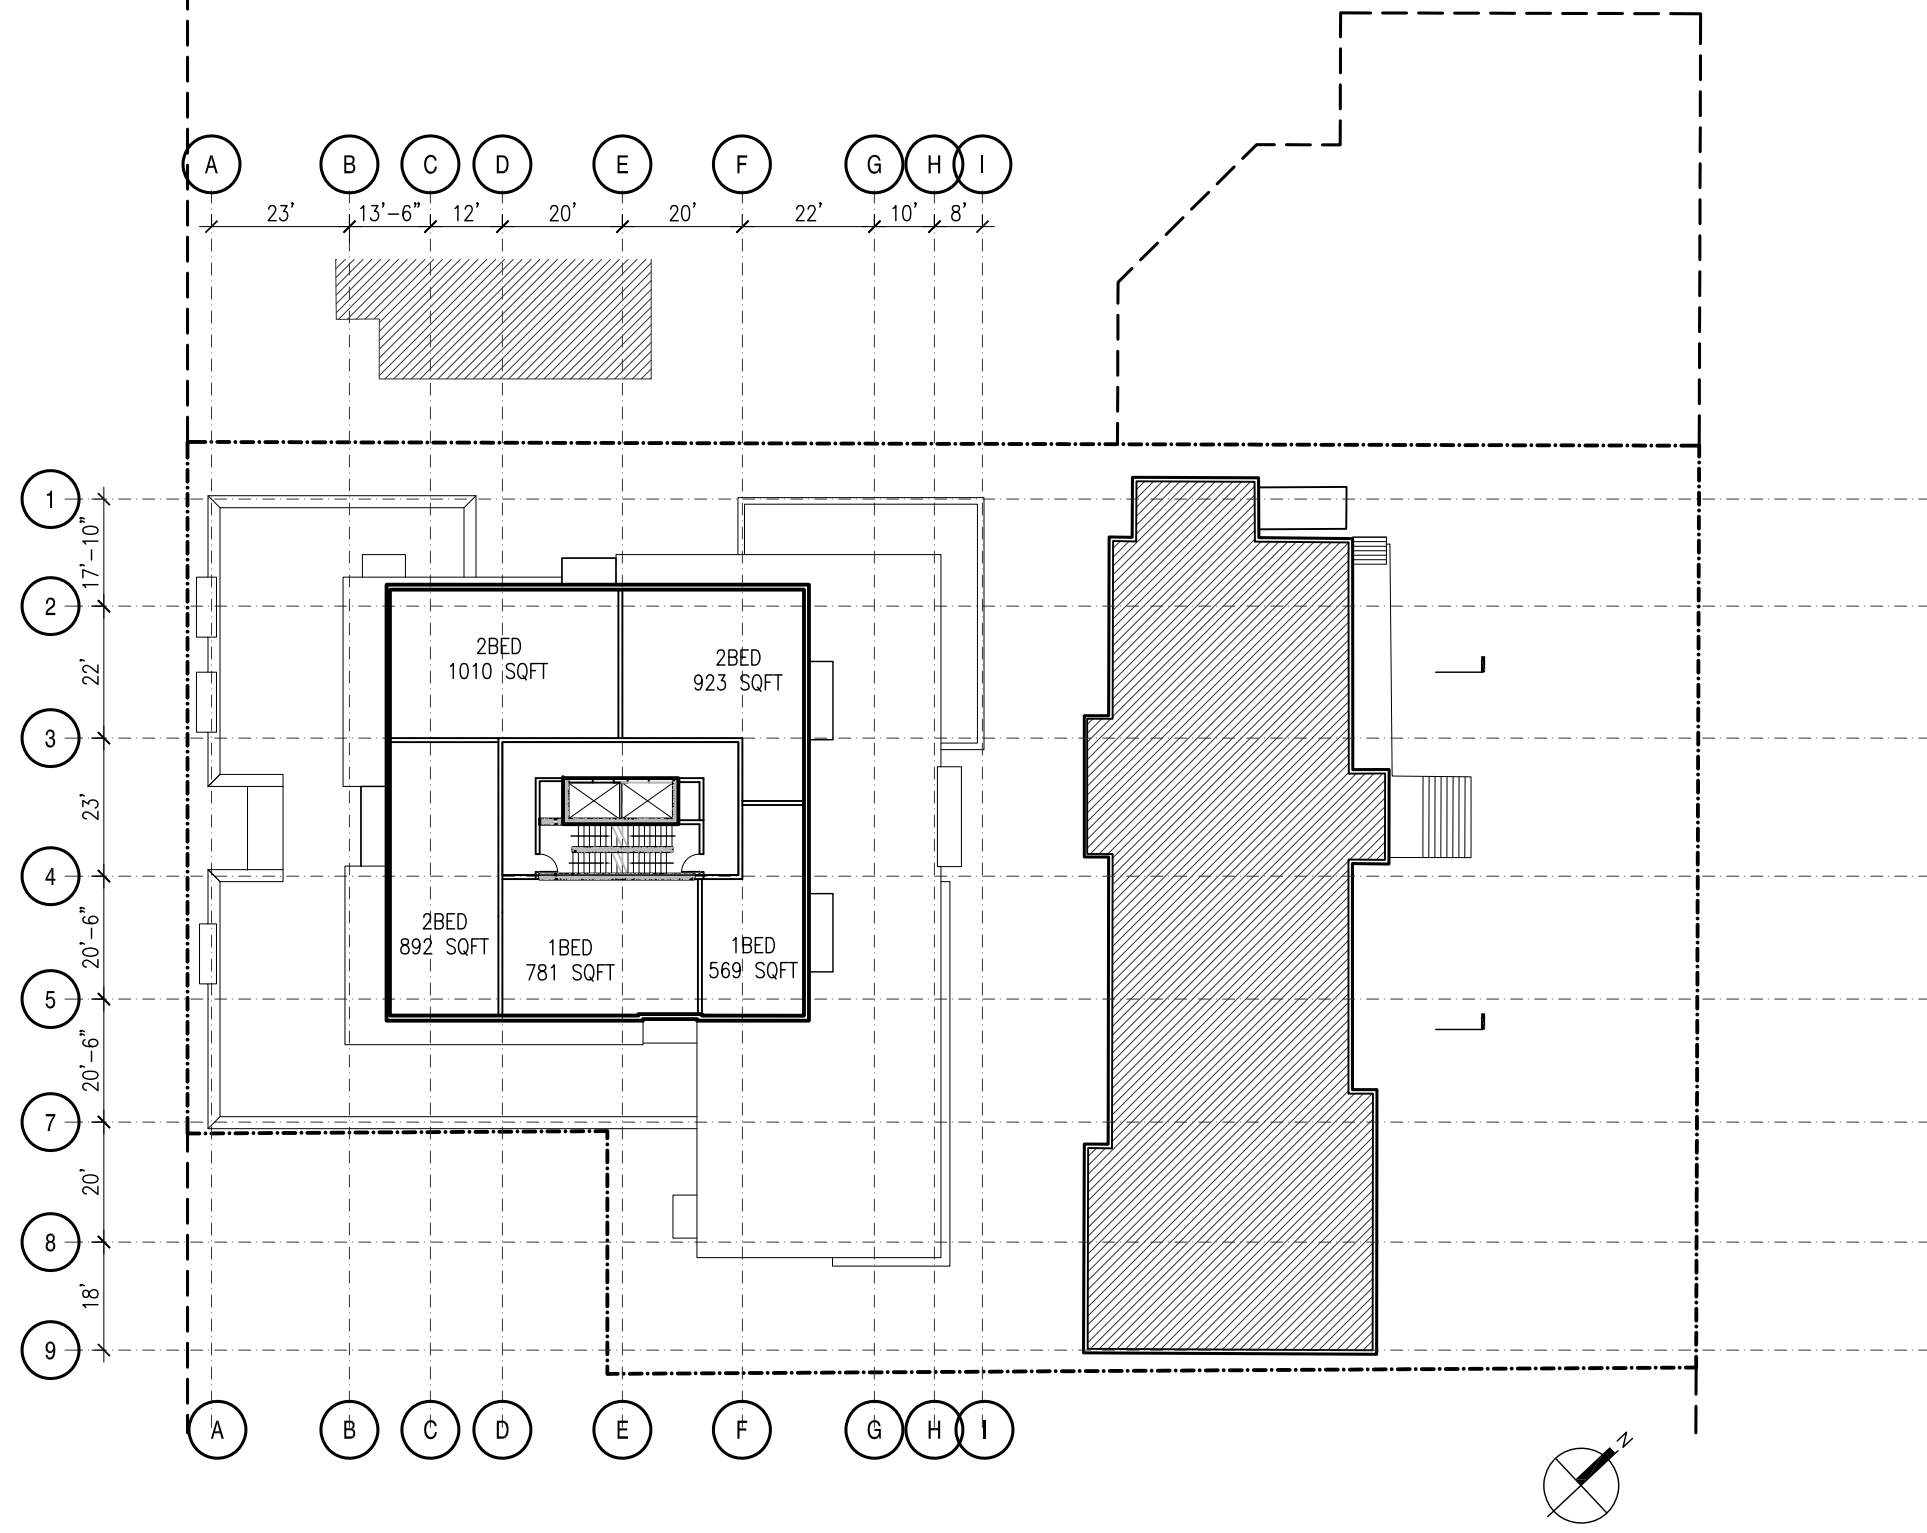 A B C D E F G H I
23' 13'-6" 12' 20' 20' 22' 10' 8'
1
17'-10"
2
22'
3
23'
4
20'-6"
5
20'-6"
7
20'
8
18'
9
2BED
1010 SQFT
2BED
923 SQFT
2BED
892 SQFT
1BED
781 SQFT
1BED
569 SQFT
A B C D E F G H I
N